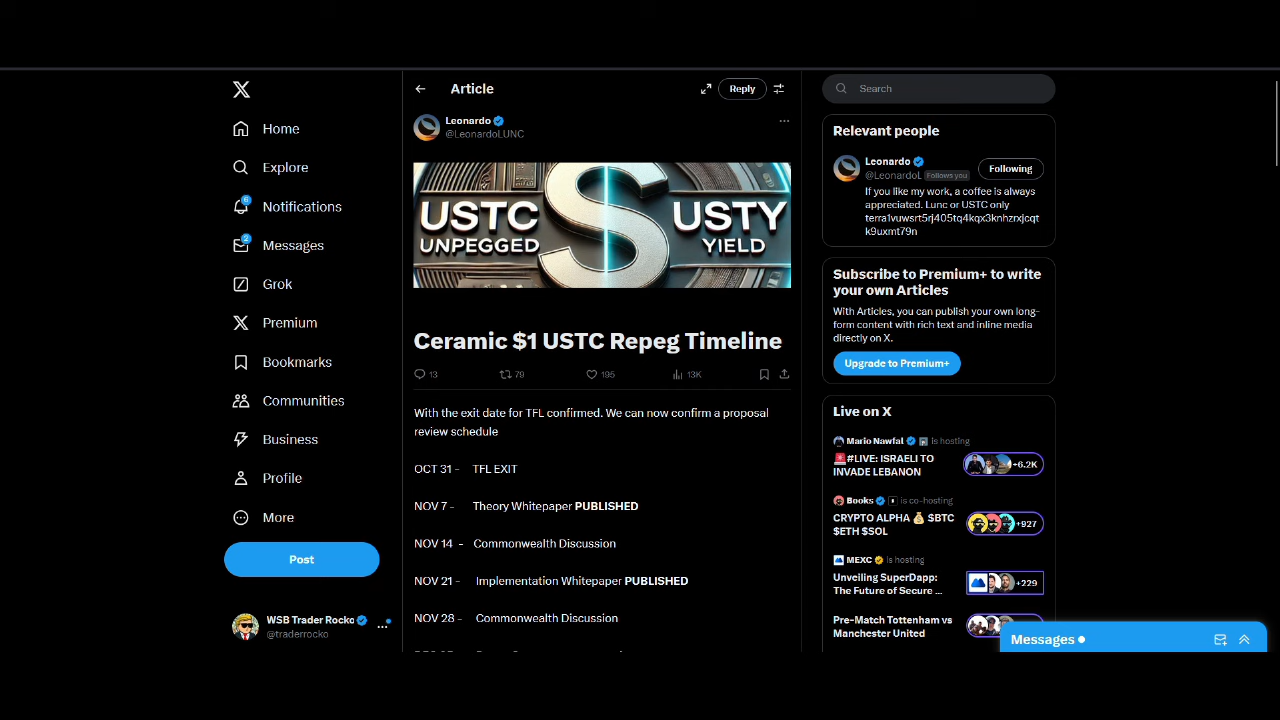 Home
Explore
6
Notifications
2
Messages
Grok
Premium
Bookmarks
Communities
Business
Profile
More
Post
WSB Trader Rocko
@traderrocko
Article
Reply
Leonardo
@LeonardoLUNC
USTC
UNPEGGED
USTY
YIELD
Ceramic $1 USTC Repeg Timeline
13
79
195
13K
With the exit date for TFL confirmed. We can now confirm a proposal
review schedule
OCT 31 - TFL EXIT
NOV 7 - Theory Whitepaper PUBLISHED
NOV 14 - Commonwealth Discussion
NOV 21 - Implementation Whitepaper PUBLISHED
NOV 28 - Commonwealth Discussion
Search
Relevant people
Leonardo
@LeonardoL Follows you
Following
If you like my work, a coffee is always
appreciated. Lunc or USTC only
terra1vuwsrt5rj405tq4kqx3knhzrxjcqt
k9uxmt79n
Subscribe to Premium+ to write
your own Articles
With Articles, you can publish your own long-
form content with rich text and inline media
directly on X.
Upgrade to Premium+
Live on X
Mario Nawfal is hosting
#LIVE: ISRAELI TO
INVADE LEBANON
+6.2K
Books is co-hosting
CRYPTO ALPHA 💰 $BTC
$ETH $SOL
+927
MEXC is hosting
Unveiling SuperDapp:
The Future of Secure ...
+229
Pre-Match Tottenham vs
Manchester United
Messages